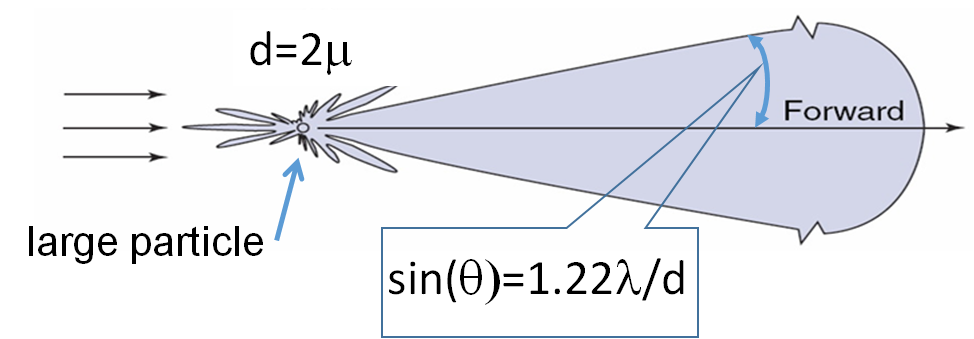 d=2μ
Forward
large particle
sin(θ)=1.22λ/d